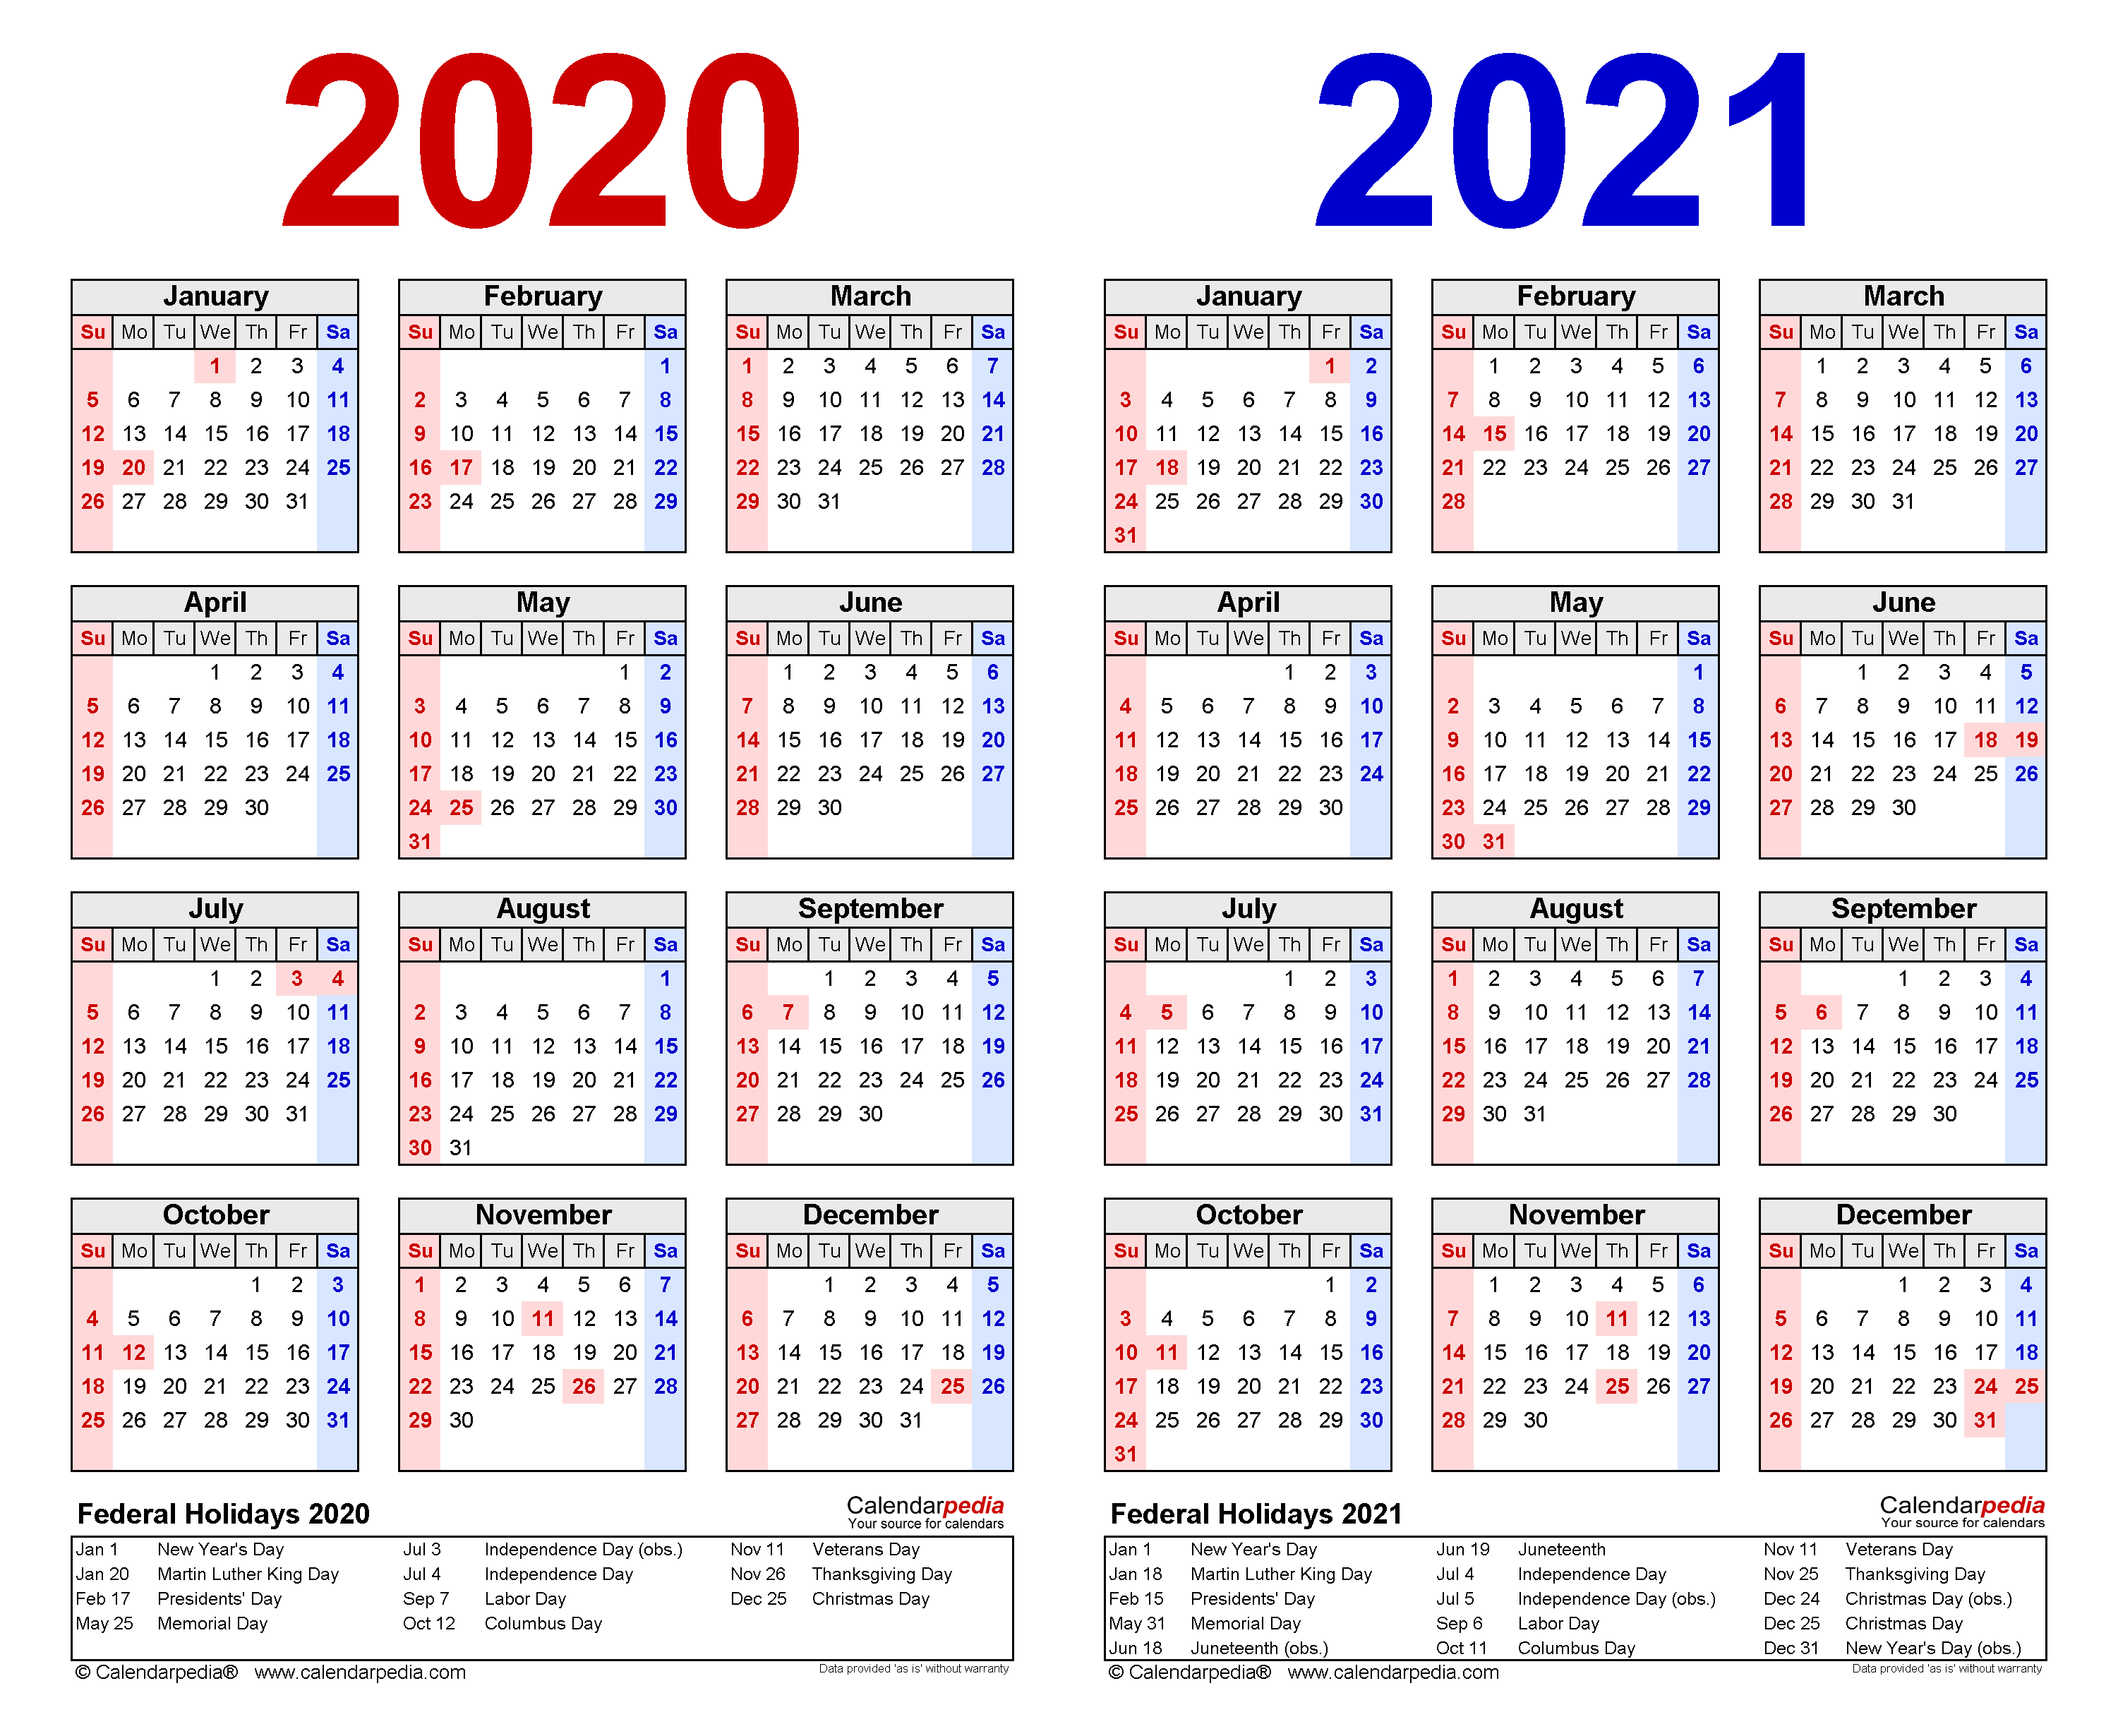 2020
2021
January February March
Su Mo Tu We Th Fr Sa Su Mo Tu We Th Fr Sa Su Mo Tu We Th Fr Sa
1 2 3 4 1 1 2 3 4 5 6 7
5 6 7 8 9 10 11 2 3 4 5 6 7 8 8 9 10 11 12 13 14
12 13 14 15 16 17 18 9 10 11 12 13 14 15 15 16 17 18 19 20 21
19 20 21 22 23 24 25 16 17 18 19 20 21 22 22 23 24 25 26 27 28
26 27 28 29 30 31 23 24 25 26 27 28 29 29 30 31
April May June
Su Mo Tu We Th Fr Sa Su Mo Tu We Th Fr Sa Su Mo Tu We Th Fr Sa
1 2 3 4 1 2 1 2 3 4 5 6
5 6 7 8 9 10 11 3 4 5 6 7 8 9 7 8 9 10 11 12 13
12 13 14 15 16 17 18 10 11 12 13 14 15 16 14 15 16 17 18 19 20
19 20 21 22 23 24 25 17 18 19 20 21 22 23 21 22 23 24 25 26 27
26 27 28 29 30 24 25 26 27 28 29 30 28 29 30
31
July August September
Su Mo Tu We Th Fr Sa Su Mo Tu We Th Fr Sa Su Mo Tu We Th Fr Sa
1 2 3 4 1 1 2 3 4 5
5 6 7 8 9 10 11 2 3 4 5 6 7 8 6 7 8 9 10 11 12
12 13 14 15 16 17 18 9 10 11 12 13 14 15 13 14 15 16 17 18 19
19 20 21 22 23 24 25 16 17 18 19 20 21 22 20 21 22 23 24 25 26
26 27 28 29 30 31 23 24 25 26 27 28 29 27 28 29 30
30 31
October November December
Su Mo Tu We Th Fr Sa Su Mo Tu We Th Fr Sa Su Mo Tu We Th Fr Sa
1 2 3 1 2 3 4 5 6 7 1 2 3 4 5
4 5 6 7 8 9 10 8 9 10 11 12 13 14 6 7 8 9 10 11 12
11 12 13 14 15 16 17 15 16 17 18 19 20 21 13 14 15 16 17 18 19
18 19 20 21 22 23 24 22 23 24 25 26 27 28 20 21 22 23 24 25 26
25 26 27 28 29 30 31 29 30 27 28 29 30 31
Federal Holidays 2020
Calendarpedia
Your source for calendars
Jan 1 New Year's Day Jul 3 Independence Day (obs.) Nov 11 Veterans Day
Jan 20 Martin Luther King Day Jul 4 Independence Day Nov 26 Thanksgiving Day
Feb 17 Presidents' Day Sep 7 Labor Day Dec 25 Christmas Day
May 25 Memorial Day Oct 12 Columbus Day
© Calendarpedia® www.calendarpedia.com Data provided 'as is' without warranty
January February March
Su Mo Tu We Th Fr Sa Su Mo Tu We Th Fr Sa Su Mo Tu We Th Fr Sa
1 2 1 2 3 4 5 6 1 2 3 4 5 6
3 4 5 6 7 8 9 7 8 9 10 11 12 13 7 8 9 10 11 12 13
10 11 12 13 14 15 16 14 15 16 17 18 19 20 14 15 16 17 18 19 20
17 18 19 20 21 22 23 21 22 23 24 25 26 27 21 22 23 24 25 26 27
24 25 26 27 28 29 30 28 28 29 30 31
31
April May June
Su Mo Tu We Th Fr Sa Su Mo Tu We Th Fr Sa Su Mo Tu We Th Fr Sa
1 2 3 1 1 2 3 4 5
4 5 6 7 8 9 10 2 3 4 5 6 7 8 6 7 8 9 10 11 12
11 12 13 14 15 16 17 9 10 11 12 13 14 15 13 14 15 16 17 18 19
18 19 20 21 22 23 24 16 17 18 19 20 21 22 20 21 22 23 24 25 26
25 26 27 28 29 30 23 24 25 26 27 28 29 27 28 29 30
30 31
July August September
Su Mo Tu We Th Fr Sa Su Mo Tu We Th Fr Sa Su Mo Tu We Th Fr Sa
1 2 3 1 2 3 4 5 6 7 1 2 3 4
4 5 6 7 8 9 10 8 9 10 11 12 13 14 5 6 7 8 9 10 11
11 12 13 14 15 16 17 15 16 17 18 19 20 21 12 13 14 15 16 17 18
18 19 20 21 22 23 24 22 23 24 25 26 27 28 19 20 21 22 23 24 25
25 26 27 28 29 30 31 29 30 31 26 27 28 29 30
October November December
Su Mo Tu We Th Fr Sa Su Mo Tu We Th Fr Sa Su Mo Tu We Th Fr Sa
1 2 1 2 3 4 5 6 1 2 3 4
3 4 5 6 7 8 9 7 8 9 10 11 12 13 5 6 7 8 9 10 11
10 11 12 13 14 15 16 14 15 16 17 18 19 20 12 13 14 15 16 17 18
17 18 19 20 21 22 23 21 22 23 24 25 26 27 19 20 21 22 23 24 25
24 25 26 27 28 29 30 28 29 30 26 27 28 29 30 31
31
Federal Holidays 2021
Calendarpedia
Your source for calendars
Jan 1 New Year's Day Jun 19 Juneteenth Nov 11 Veterans Day
Jan 18 Martin Luther King Day Jul 4 Independence Day Nov 25 Thanksgiving Day
Feb 15 Presidents' Day Jul 5 Independence Day (obs.) Dec 24 Christmas Day (obs.)
May 31 Memorial Day Sep 6 Labor Day Dec 25 Christmas Day
Jun 18 Juneteenth (obs.) Oct 11 Columbus Day Dec 31 New Year's Day (obs.)
© Calendarpedia® www.calendarpedia.com Data provided 'as is' without warranty